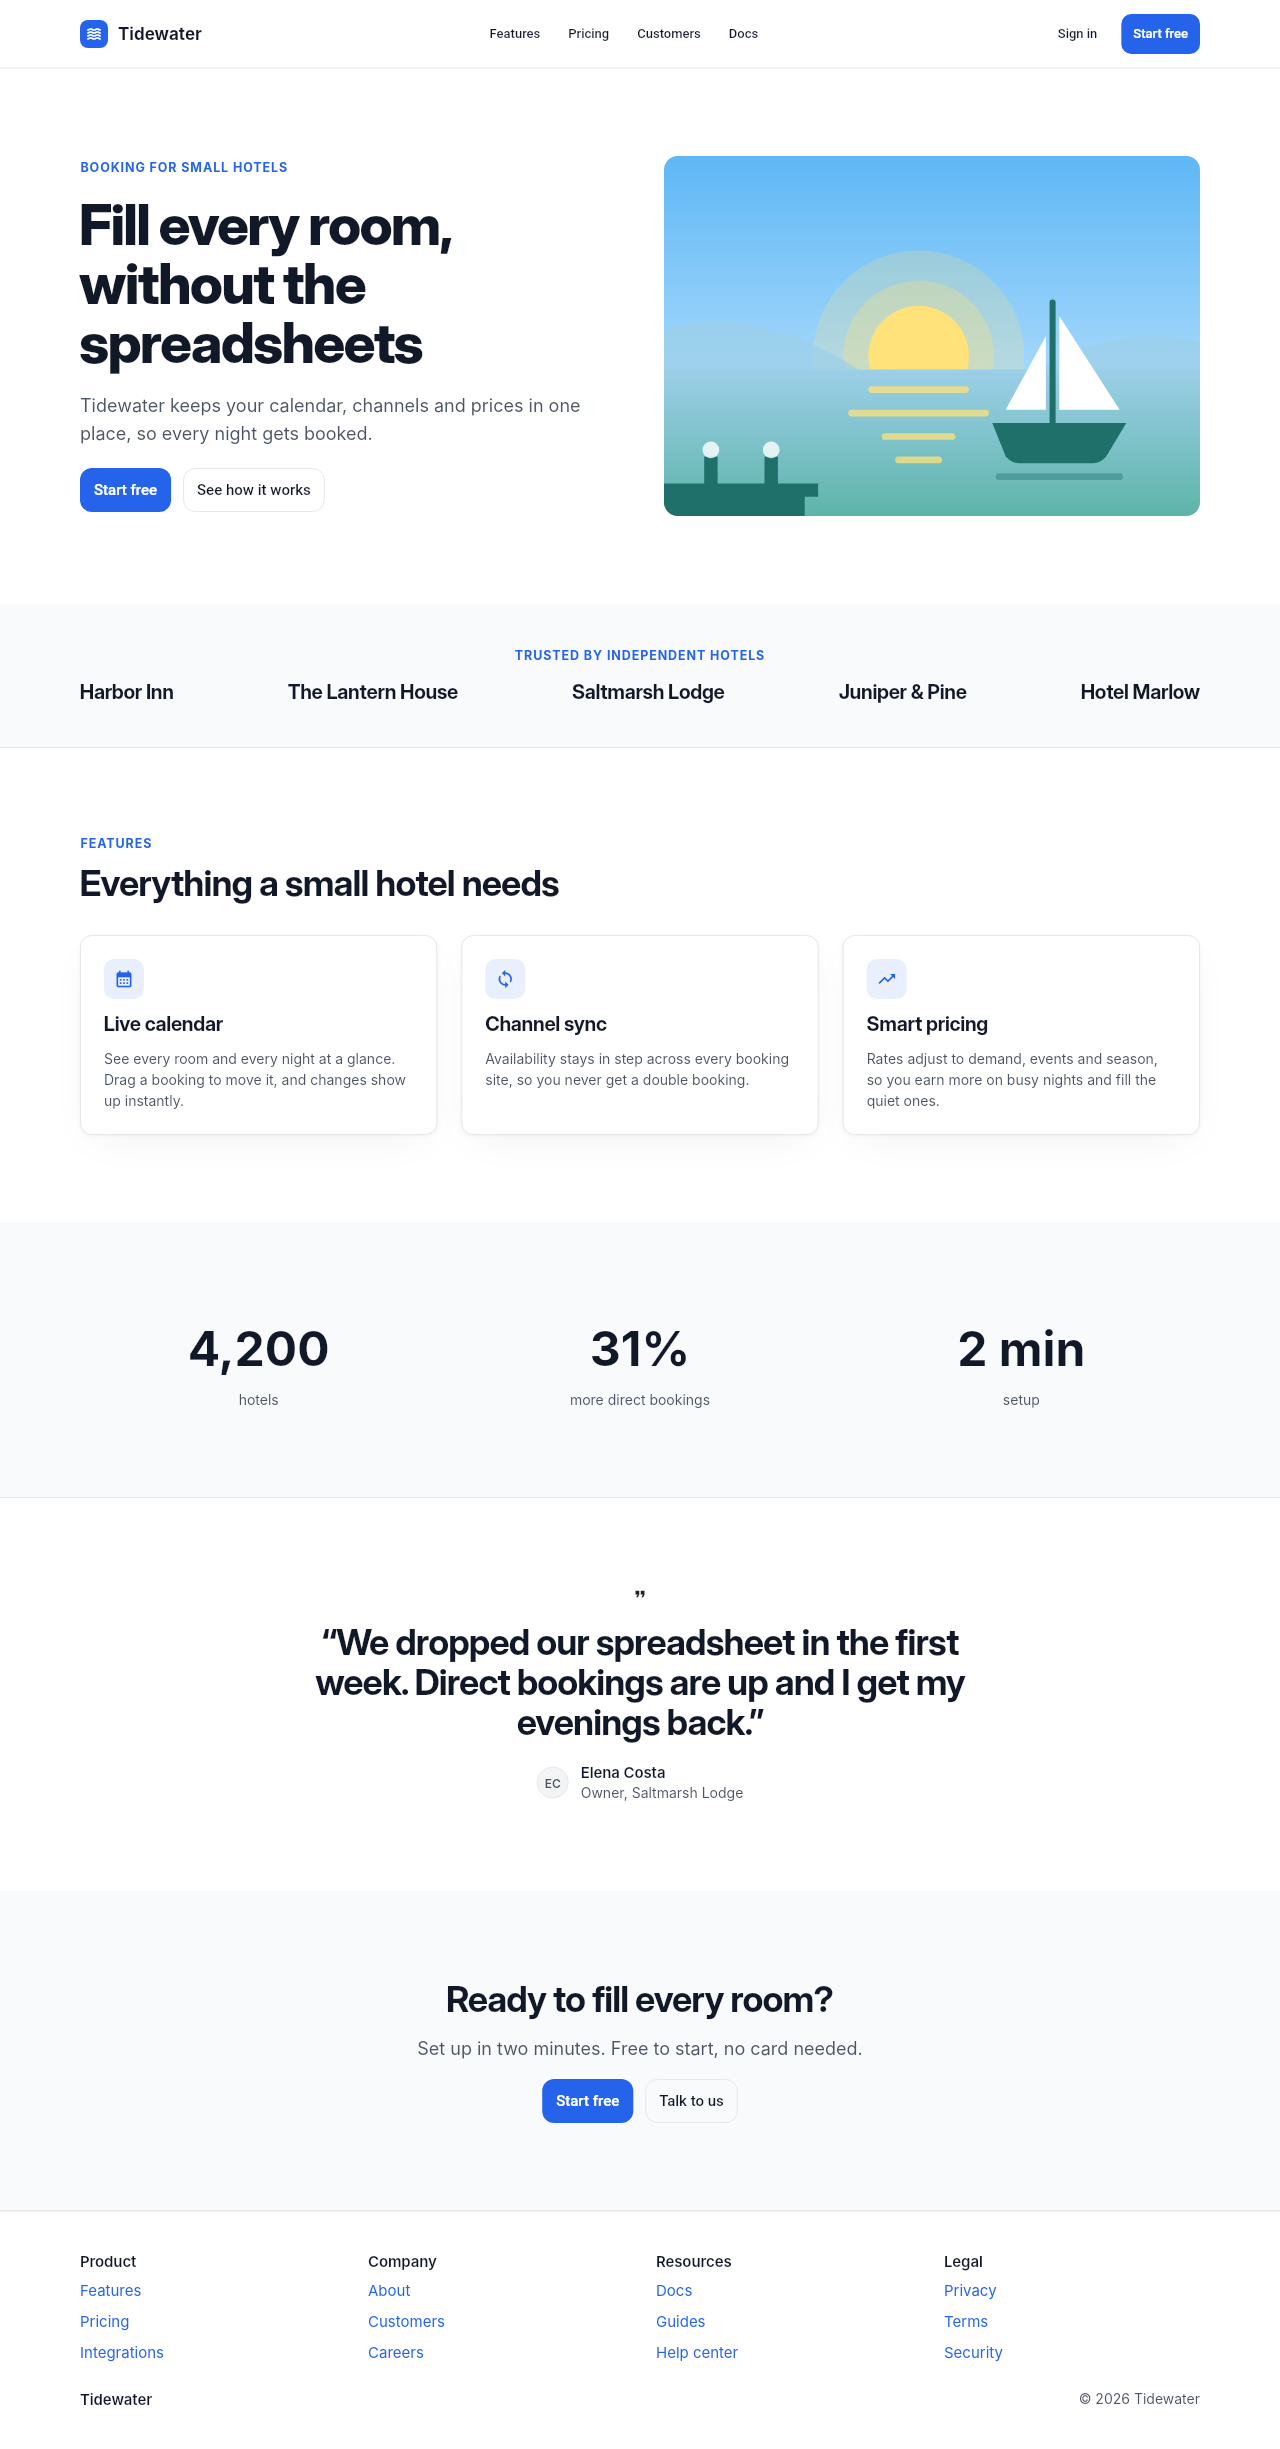 Tidewater
Features Pricing Customers Docs
Sign in Start free
BOOKING FOR SMALL HOTELS
Fill every room,
without the
spreadsheets
Tidewater keeps your calendar, channels and prices in one
place, so every night gets booked.
Start free See how it works
TRUSTED BY INDEPENDENT HOTELS
Harbor Inn The Lantern House Saltmarsh Lodge Juniper & Pine Hotel Marlow
FEATURES
Everything a small hotel needs
Live calendar
See every room and every night at a glance.
Drag a booking to move it, and changes show
up instantly.
Channel sync
Availability stays in step across every booking
site, so you never get a double booking.
Smart pricing
Rates adjust to demand, events and season,
so you earn more on busy nights and fill the
quiet ones.
4,200
hotels
31%
more direct bookings
2 min
setup
”
“We dropped our spreadsheet in the first
week. Direct bookings are up and I get my
evenings back.”
EC
Elena Costa
Owner, Saltmarsh Lodge
Ready to fill every room?
Set up in two minutes. Free to start, no card needed.
Start free Talk to us
Product
Features
Pricing
Integrations
Company
About
Customers
Careers
Resources
Docs
Guides
Help center
Legal
Privacy
Terms
Security
Tidewater
© 2026 Tidewater